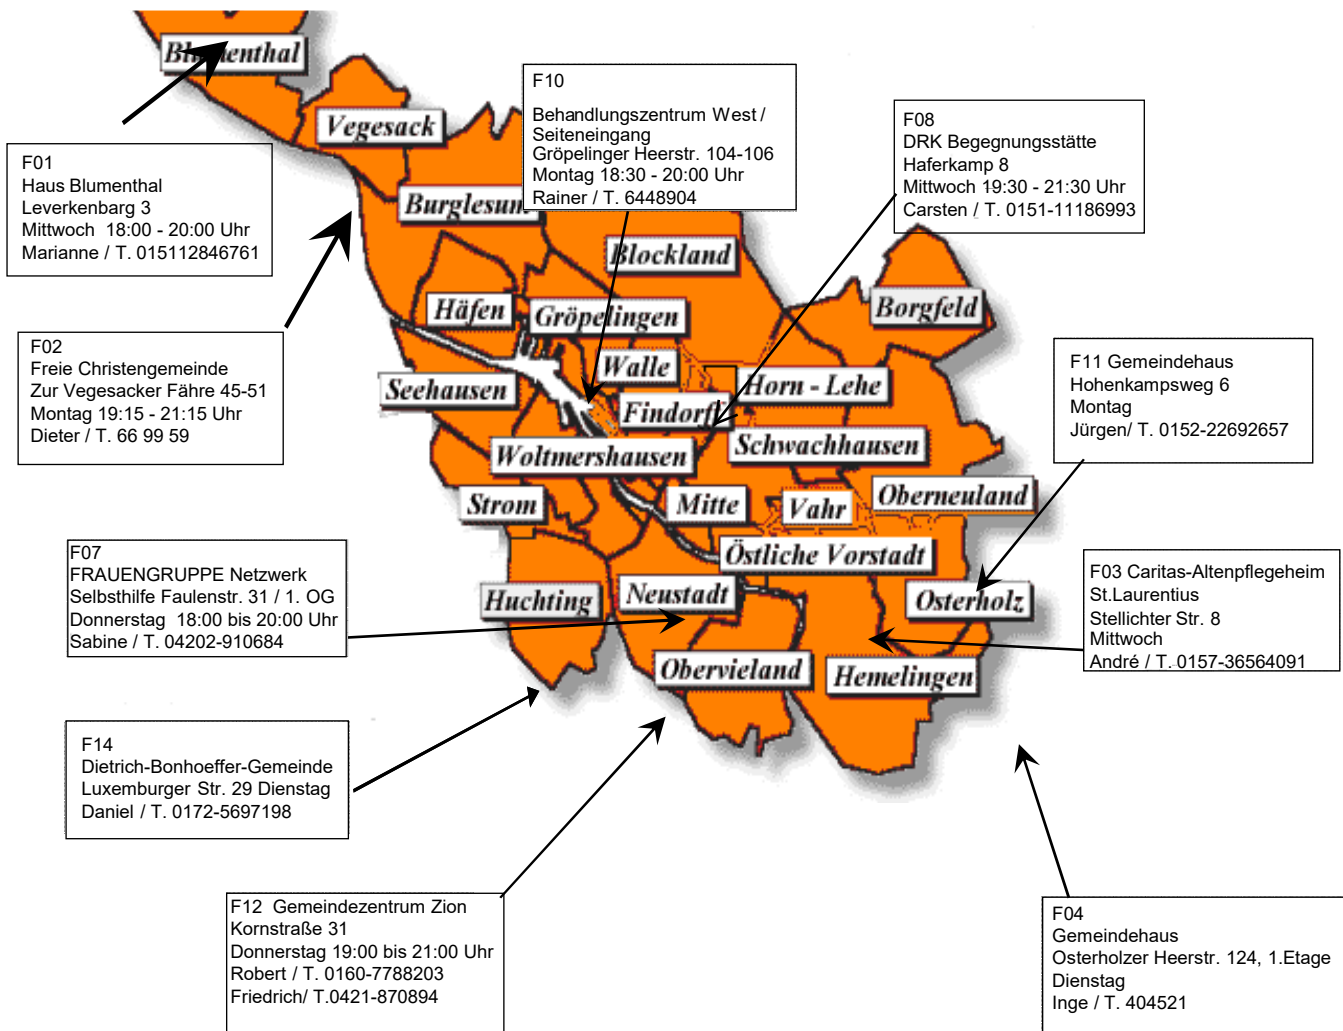 Blumenthal
Vegesack
Burglesum
Blockland
Borgfeld
Häfen
Gröpelingen
Walle
Horn - Lehe
Seehausen
Findorff
Schwachhausen
Woltmershausen
Oberneuland
Strom
Mitte
Vahr
Östliche Vorstadt
Huchting
Neustadt
Osterholz
Obervieland
Hemelingen
F10
Behandlungszentrum West /
Seiteneingang
Gröpelinger Heerstr. 104-106
Montag 18:30 - 20:00 Uhr
Rainer / T. 6448904
F08
DRK Begegnungsstätte
Haferkamp 8
Mittwoch 19:30 - 21:30 Uhr
Carsten / T. 0151-11186993
F01
Haus Blumenthal
Leverkenbarg 3
Mittwoch 18:00 - 20:00 Uhr
Marianne / T. 015112846761
F02
Freie Christengemeinde
Zur Vegesacker Fähre 45-51
Montag 19:15 - 21:15 Uhr
Dieter / T. 66 99 59
F11 Gemeindehaus
Hohenkampsweg 6
Montag
Jürgen/ T. 0152-22692657
F07
FRAUENGRUPPE Netzwerk
Selbsthilfe Faulenstr. 31 / 1. OG
Donnerstag 18:00 bis 20:00 Uhr
Sabine / T. 04202-910684
F03 Caritas-Altenpflegeheim
St.Laurentius
Stellichter Str. 8
Mittwoch
André / T. 0157-36564091
F14
Dietrich-Bonhoeffer-Gemeinde
Luxemburger Str. 29 Dienstag
Daniel / T. 0172-5697198
F12 Gemeindezentrum Zion
Kornstraße 31
Donnerstag 19:00 bis 21:00 Uhr
Robert / T. 0160-7788203
Friedrich/ T.0421-870894
F04
Gemeindehaus
Osterholzer Heerstr. 124, 1.Etage
Dienstag
Inge / T. 404521